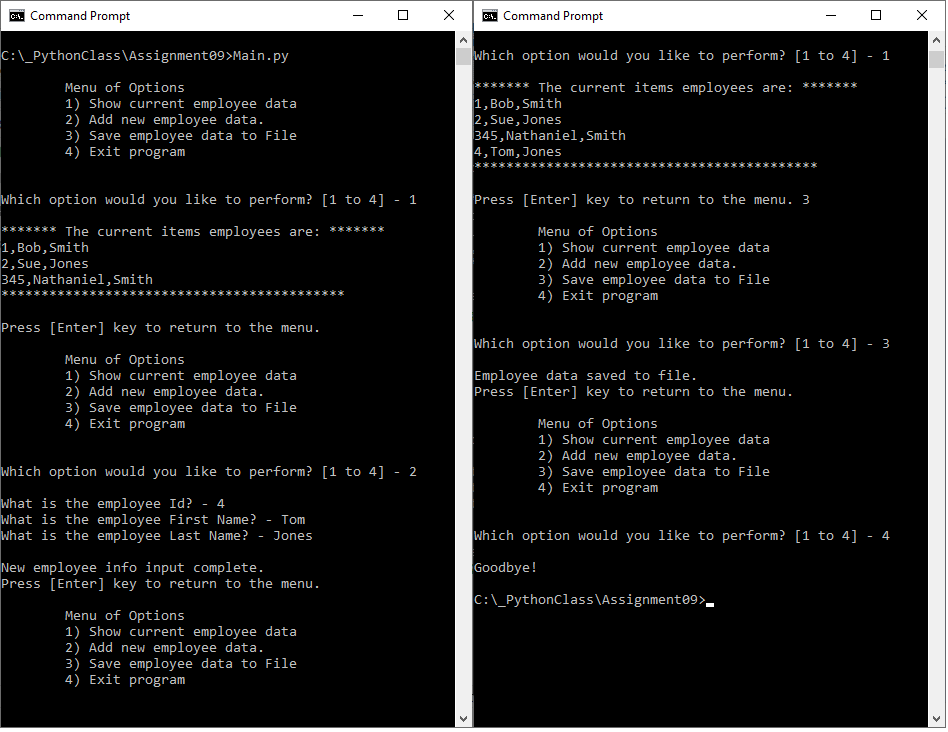 Command Prompt
C:\_PythonClass\Assignment09>Main.py
Menu of Options
1) Show current employee data
2) Add new employee data.
3) Save employee data to File
4) Exit program
Which option would you like to perform? [1 to 4] - 1
******* The current items employees are: *******
1,Bob,Smith
2,Sue,Jones
345,Nathaniel,Smith
*******************************************
Press [Enter] key to return to the menu.
Menu of Options
1) Show current employee data
2) Add new employee data.
3) Save employee data to File
4) Exit program
Which option would you like to perform? [1 to 4] - 2
What is the employee Id? - 4
What is the employee First Name? - Tom
What is the employee Last Name? - Jones
New employee info input complete.
Press [Enter] key to return to the menu.
Menu of Options
1) Show current employee data
2) Add new employee data.
3) Save employee data to File
4) Exit program
Command Prompt
Which option would you like to perform? [1 to 4] - 1
******* The current items employees are: *******
1,Bob,Smith
2,Sue,Jones
345,Nathaniel,Smith
4,Tom,Jones
*******************************************
Press [Enter] key to return to the menu. 3
Menu of Options
1) Show current employee data
2) Add new employee data.
3) Save employee data to File
4) Exit program
Which option would you like to perform? [1 to 4] - 3
Employee data saved to file.
Press [Enter] key to return to the menu.
Menu of Options
1) Show current employee data
2) Add new employee data.
3) Save employee data to File
4) Exit program
Which option would you like to perform? [1 to 4] - 4
Goodbye!
C:\_PythonClass\Assignment09>